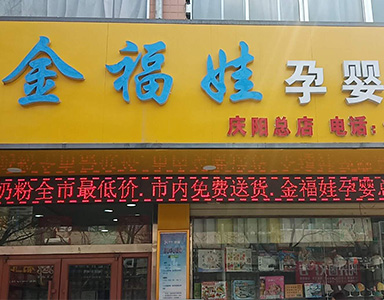 金福娃孕婴
庆阳总店 电话:
奶粉全市最低价.市内免费送货.金福娃孕婴总